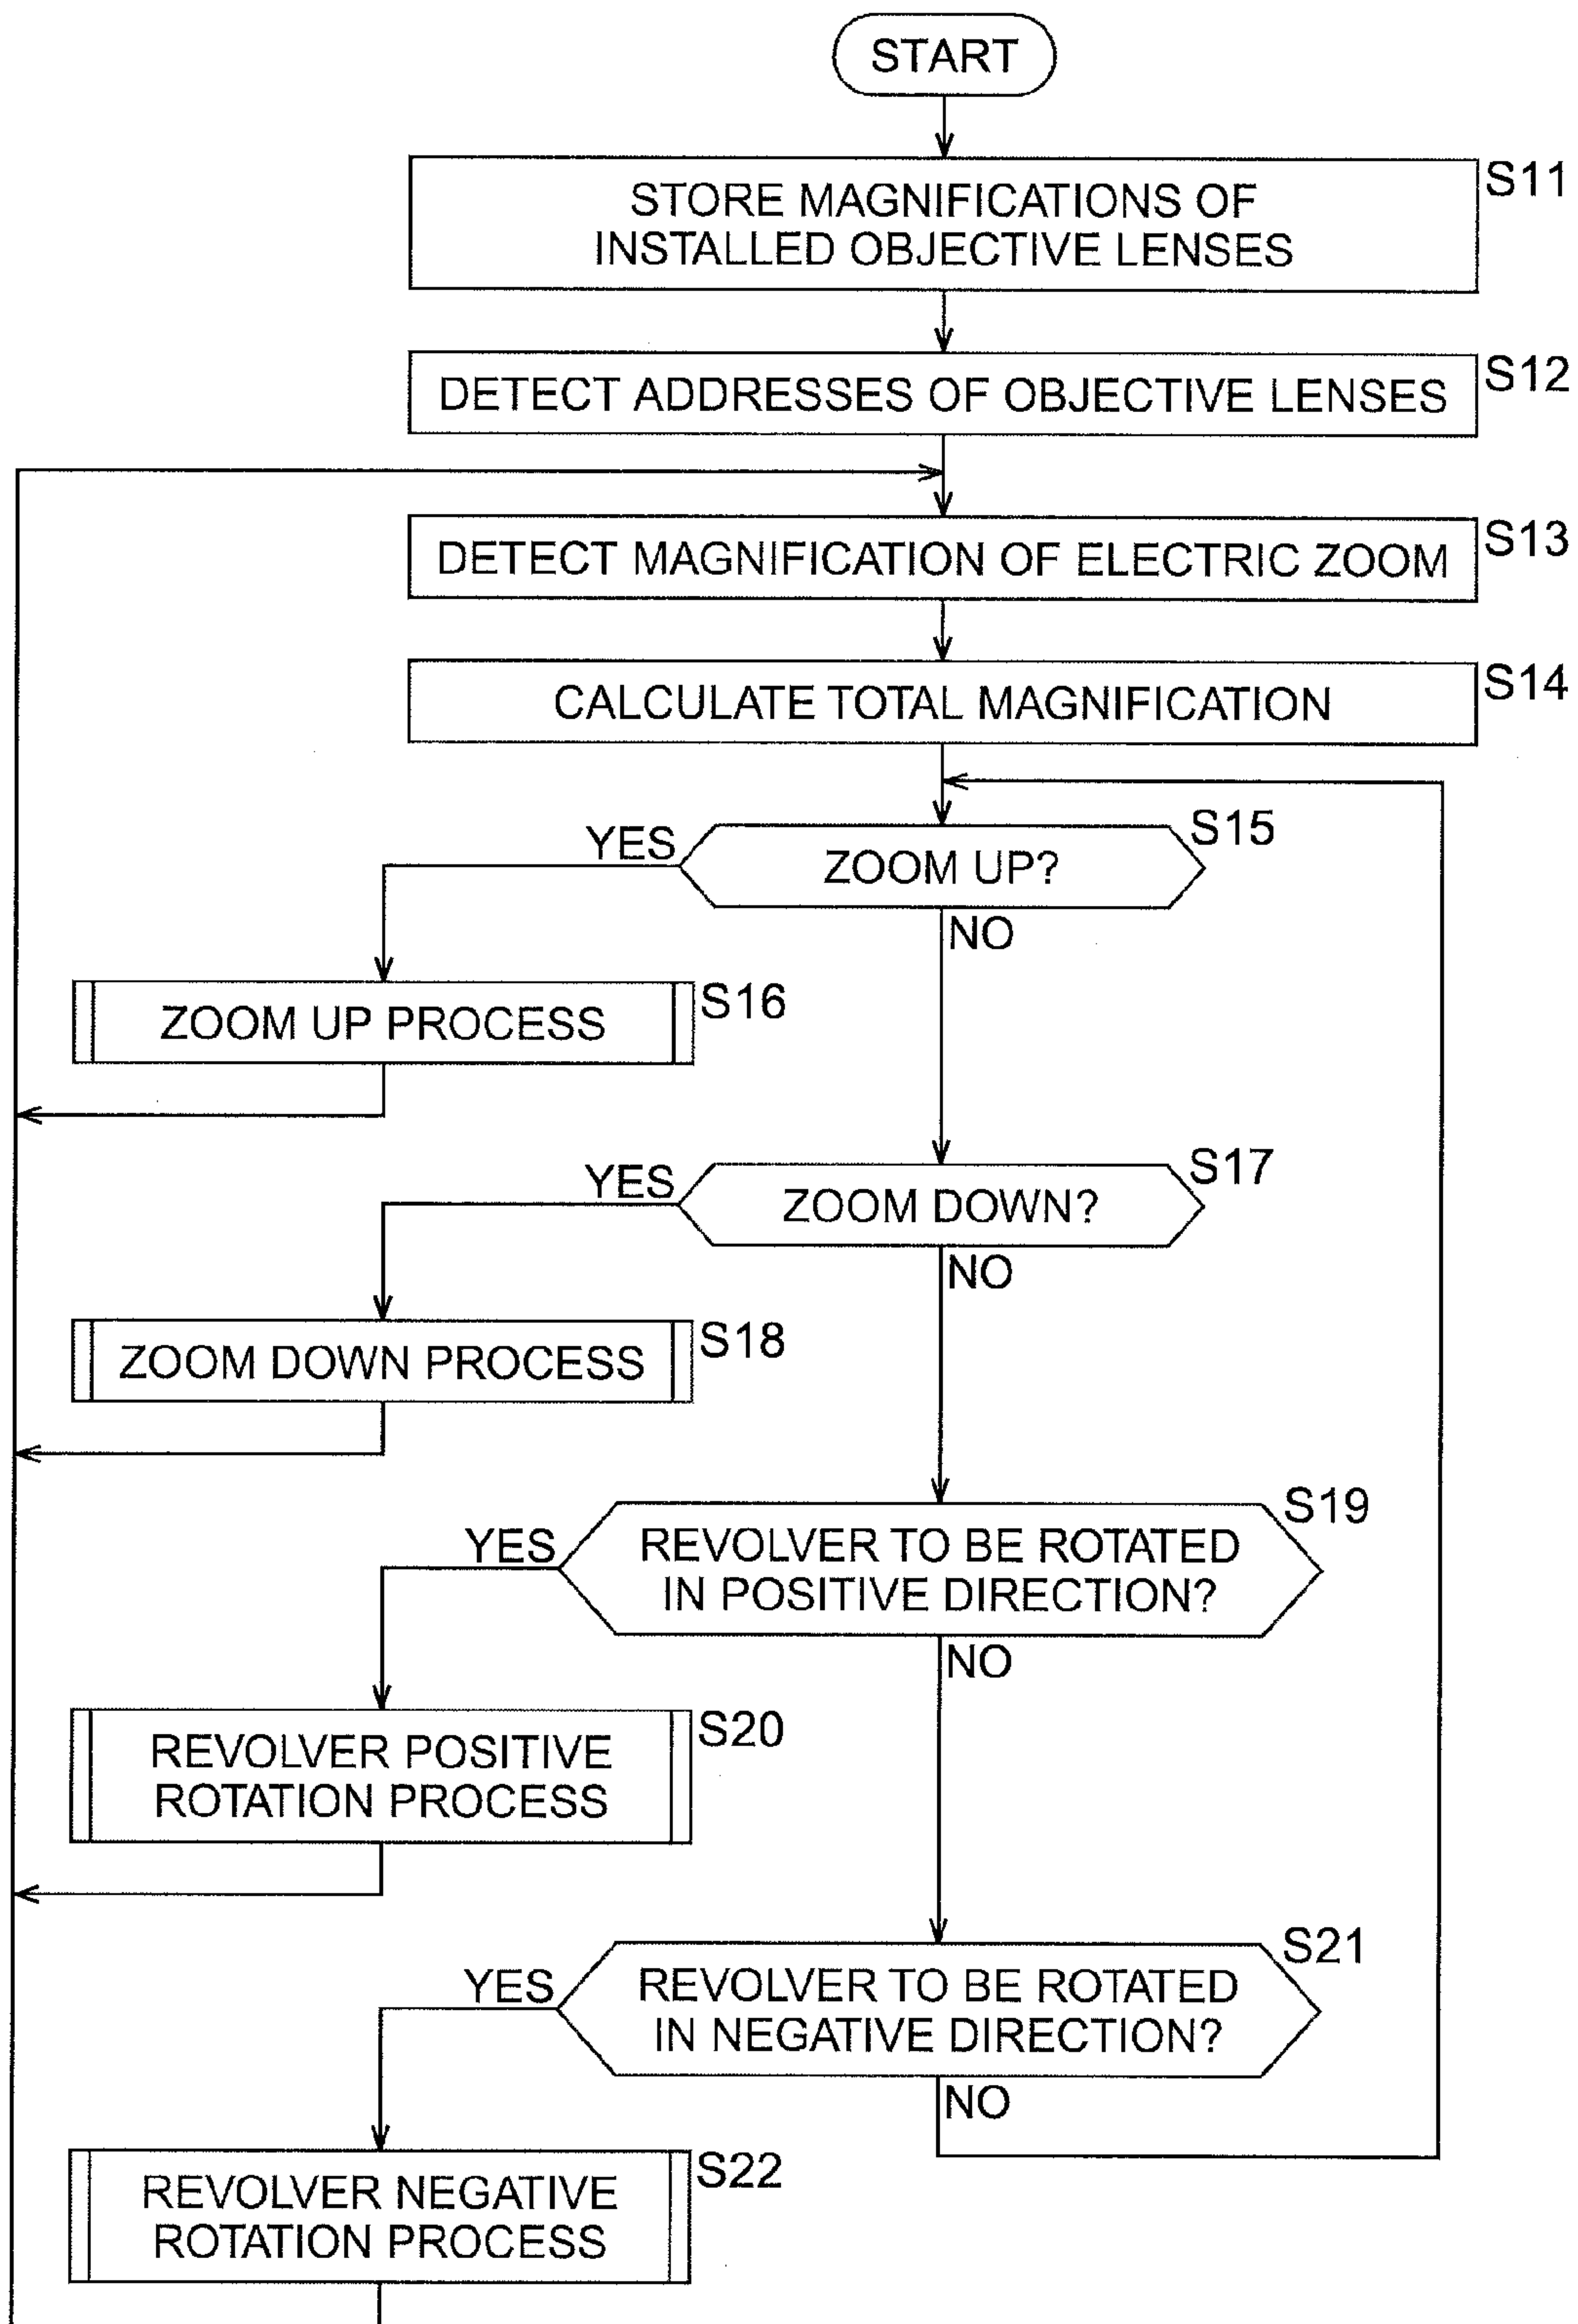 START
S11
STORE MAGNIFICATIONS OF
INSTALLED OBJECTIVE LENSES
S12
DETECT ADDRESSES OF OBJECTIVE LENSES
S13
DETECT MAGNIFICATION OF ELECTRIC ZOOM
S14
CALCULATE TOTAL MAGNIFICATION
S15
YES
ZOOM UP?
NO
S16
ZOOM UP PROCESS
S17
YES
ZOOM DOWN?
NO
S18
ZOOM DOWN PROCESS
S19
YES
REVOLVER TO BE ROTATED
IN POSITIVE DIRECTION?
NO
S20
REVOLVER POSITIVE
ROTATION PROCESS
S21
YES
REVOLVER TO BE ROTATED
IN NEGATIVE DIRECTION?
NO
S22
REVOLVER NEGATIVE
ROTATION PROCESS